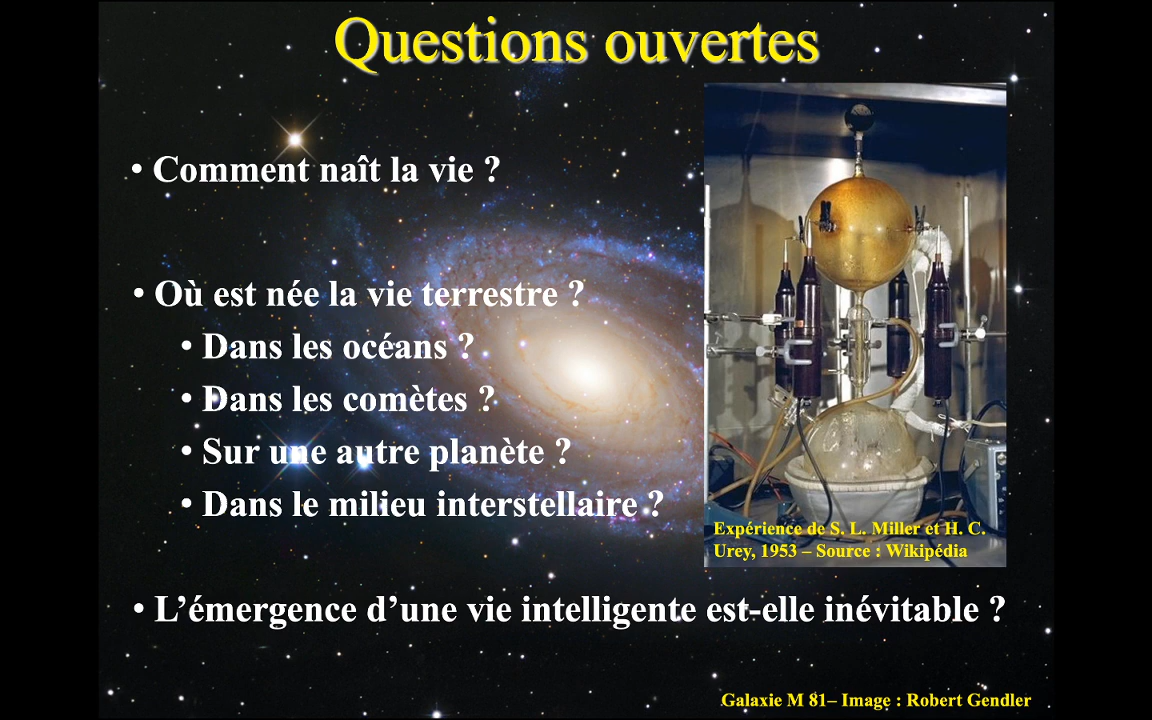 Questions ouvertes
• Comment naît la vie ?
• Où est née la vie terrestre ?
• Dans les océans ?
• Dans les comètes ?
• Sur une autre planète ?
• Dans le milieu interstellaire ?
Expérience de S. L. Miller et H. C.
Urey, 1953 – Source : Wikipédia
• L’émergence d’une vie intelligente est-elle inévitable ?
Galaxie M 81– Image : Robert Gendler